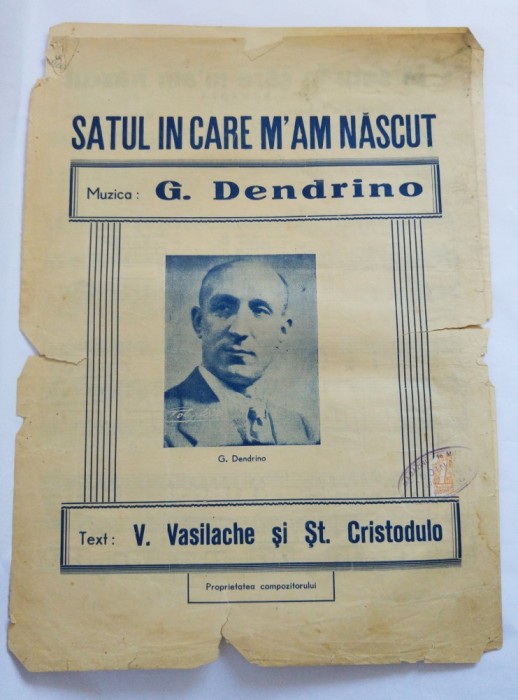 SATUL IN CARE M'AM NĂSCUT
Muzica : G. Dendrino
G. Dendrino
Text : V. Vasilache și Șt. Cristodulo
Proprietatea compozitorului